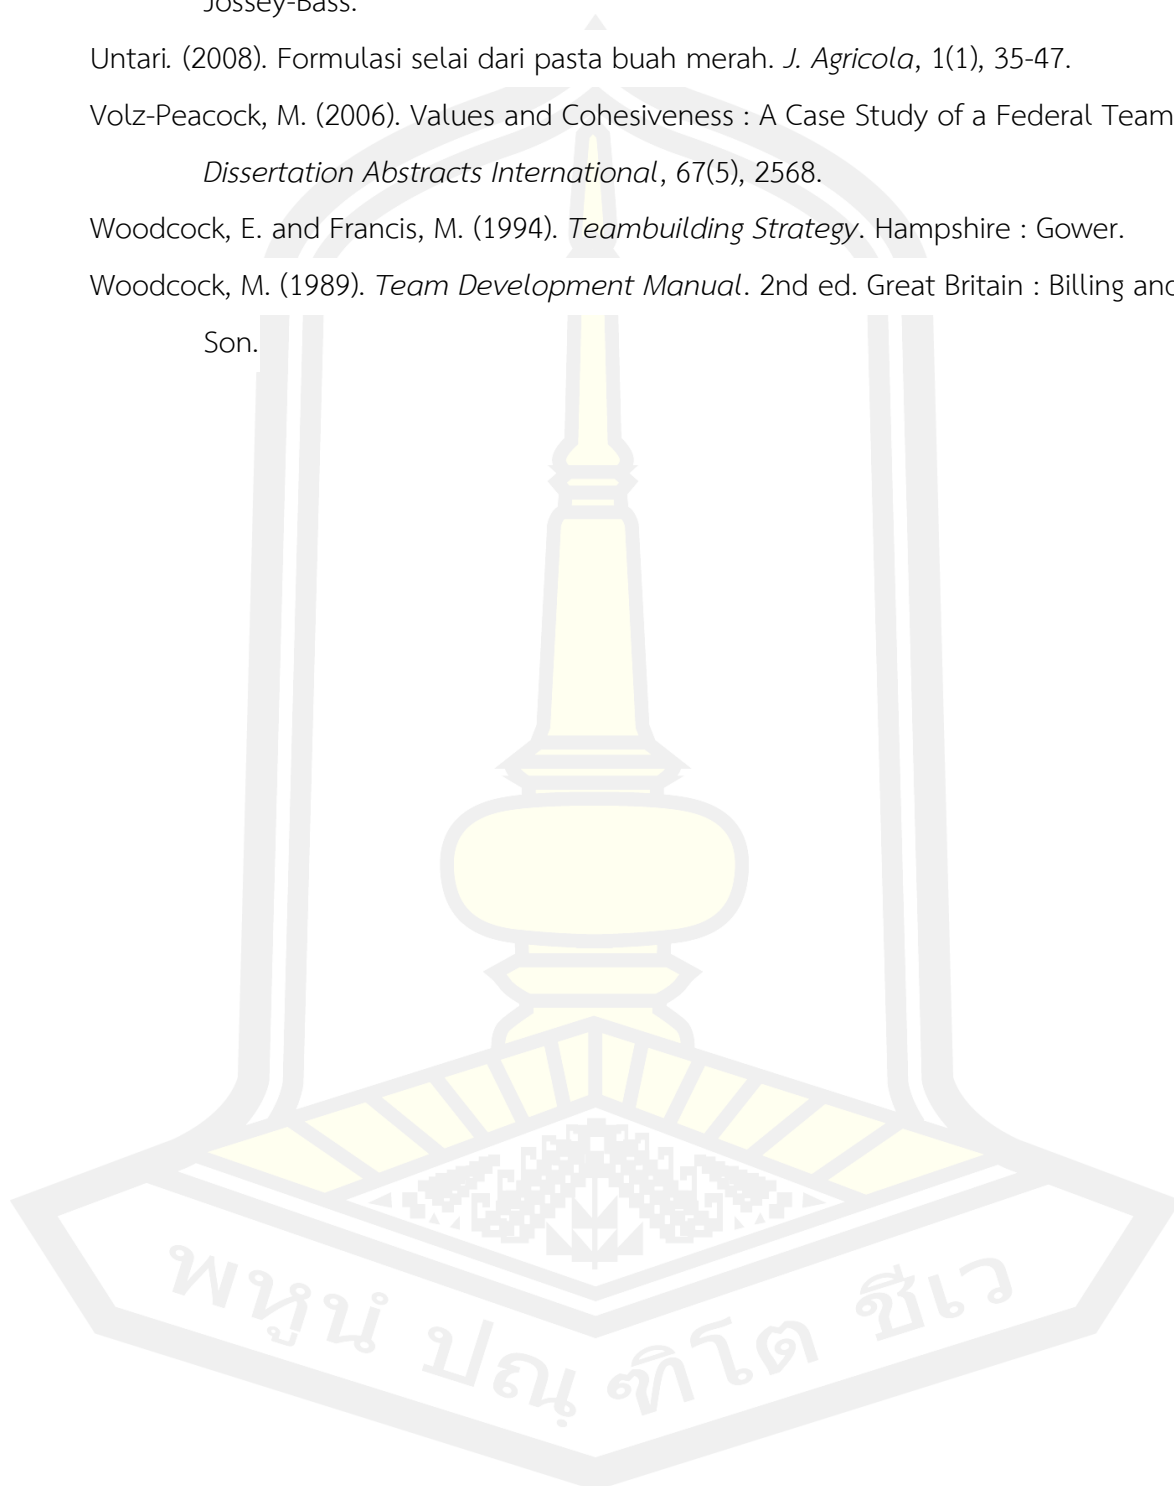 Jossey-Bass.
Untari. (2008). Formulasi selai dari pasta buah merah. J. Agricola, 1(1), 35-47.
Volz-Peacock, M. (2006). Values and Cohesiveness : A Case Study of a Federal Team
Dissertation Abstracts International, 67(5), 2568.
Woodcock, E. and Francis, M. (1994). Teambuilding Strategy. Hampshire : Gower.
Woodcock, M. (1989). Team Development Manual. 2nd ed. Great Britain : Billing and
Son.
พหูนํ ปณฺฑิโต ชีเว